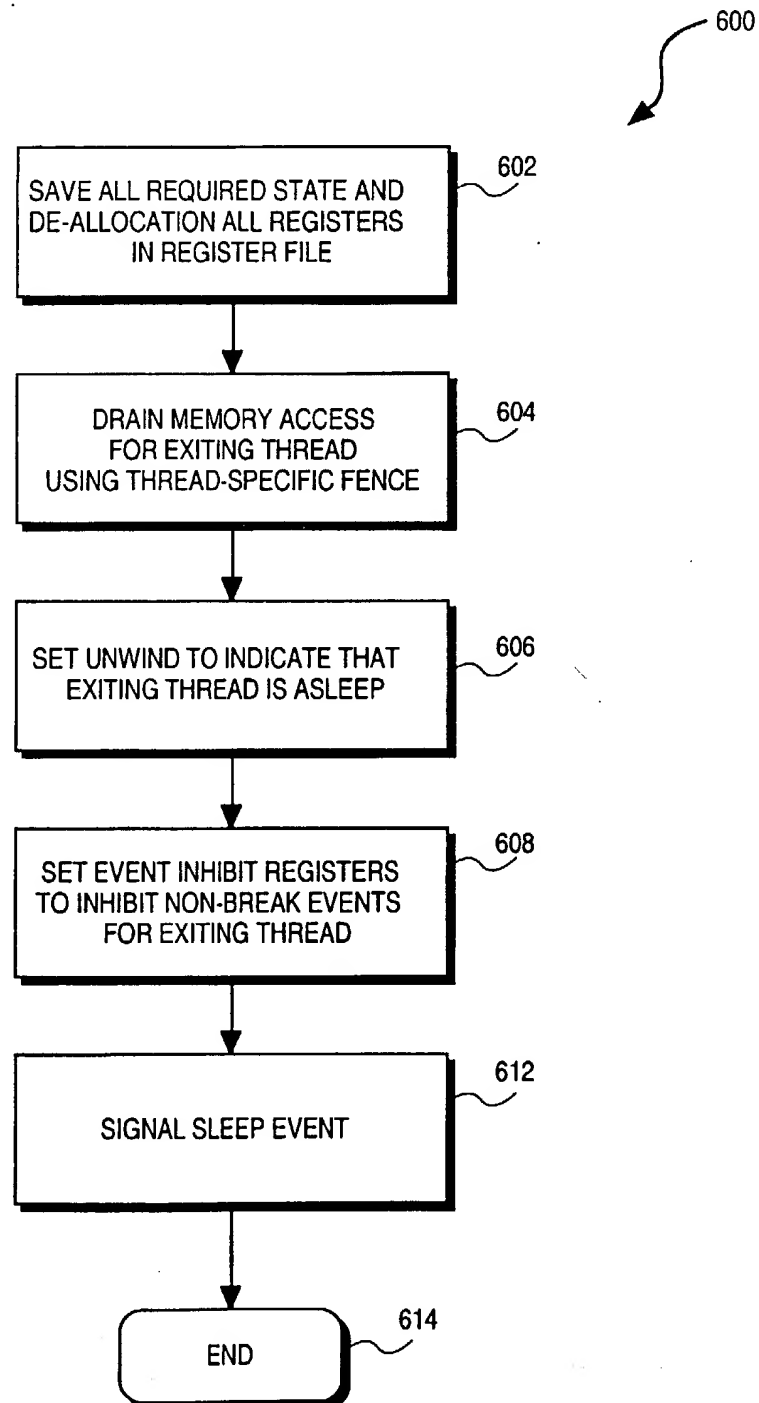 600
602
SAVE ALL REQUIRED STATE AND
DE-ALLOCATION ALL REGISTERS
IN REGISTER FILE
604
DRAIN MEMORY ACCESS
FOR EXITING THREAD
USING THREAD-SPECIFIC FENCE
606
SET UNWIND TO INDICATE THAT
EXITING THREAD IS ASLEEP
608
SET EVENT INHIBIT REGISTERS
TO INHIBIT NON-BREAK EVENTS
FOR EXITING THREAD
612
SIGNAL SLEEP EVENT
614
END